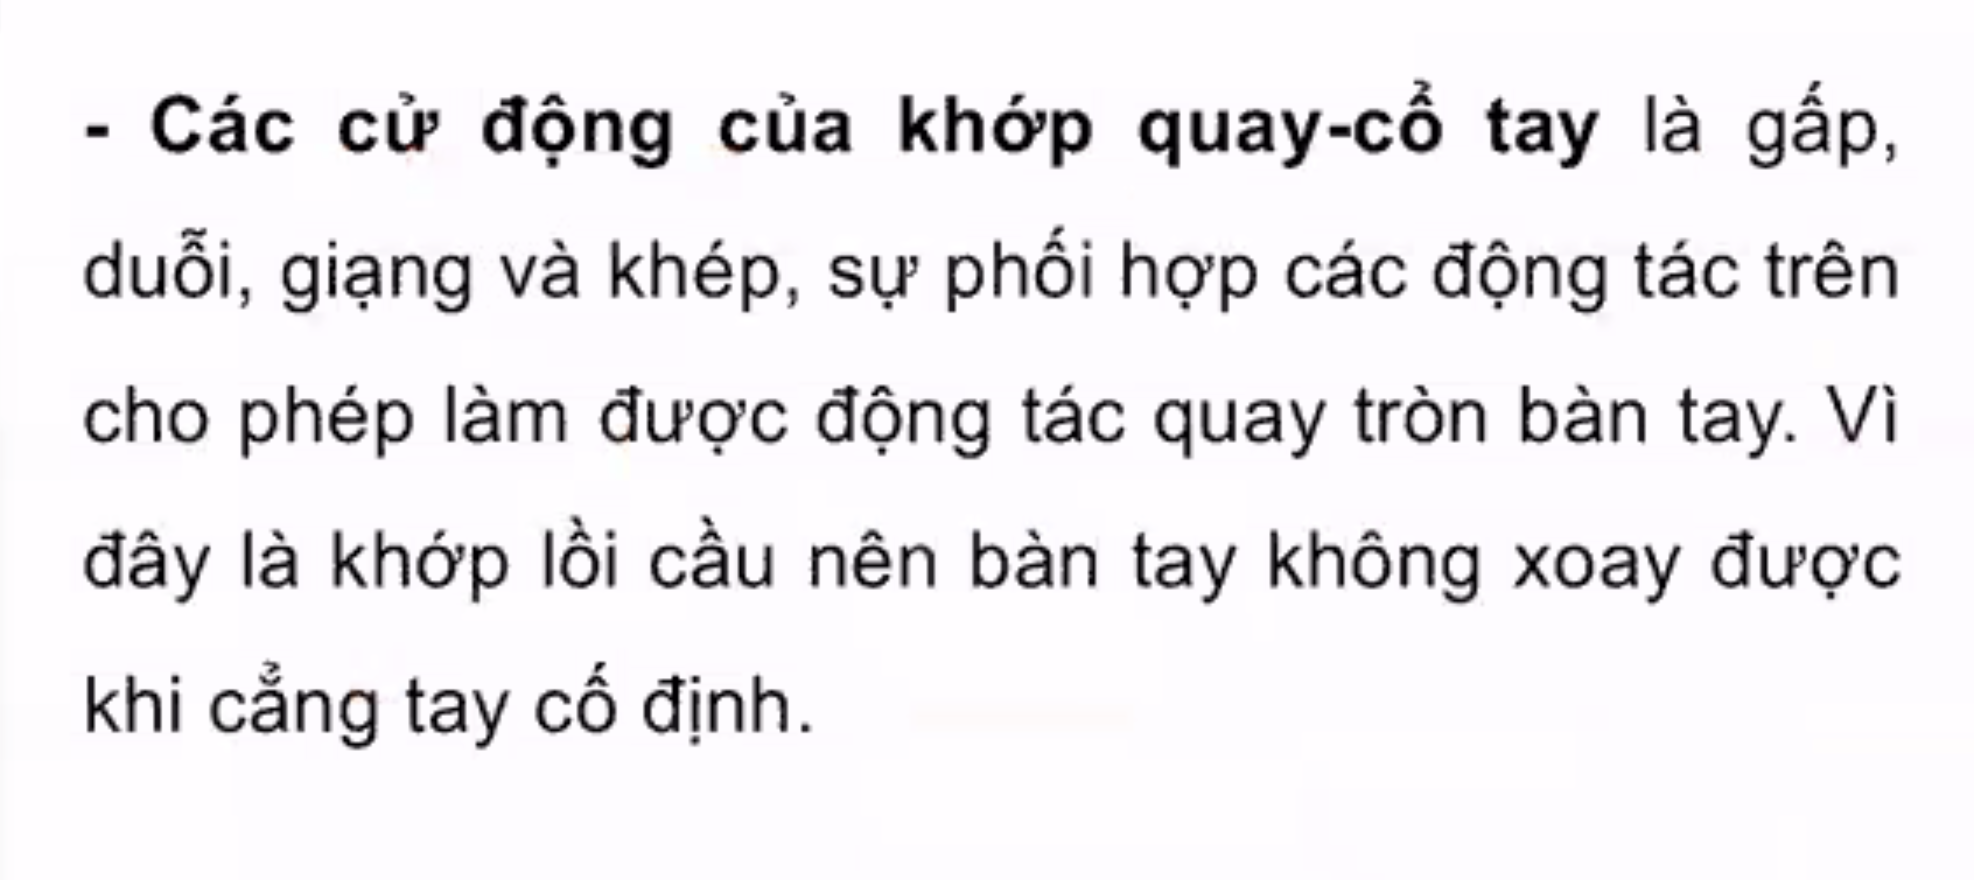 - Các cử động của khớp quay-cổ tay là gấp,
duỗi, giạng và khép, sự phối hợp các động tác trên
cho phép làm được động tác quay tròn bàn tay. Vì
đây là khớp lồi cầu nên bàn tay không xoay được
khi cẳng tay cố định.